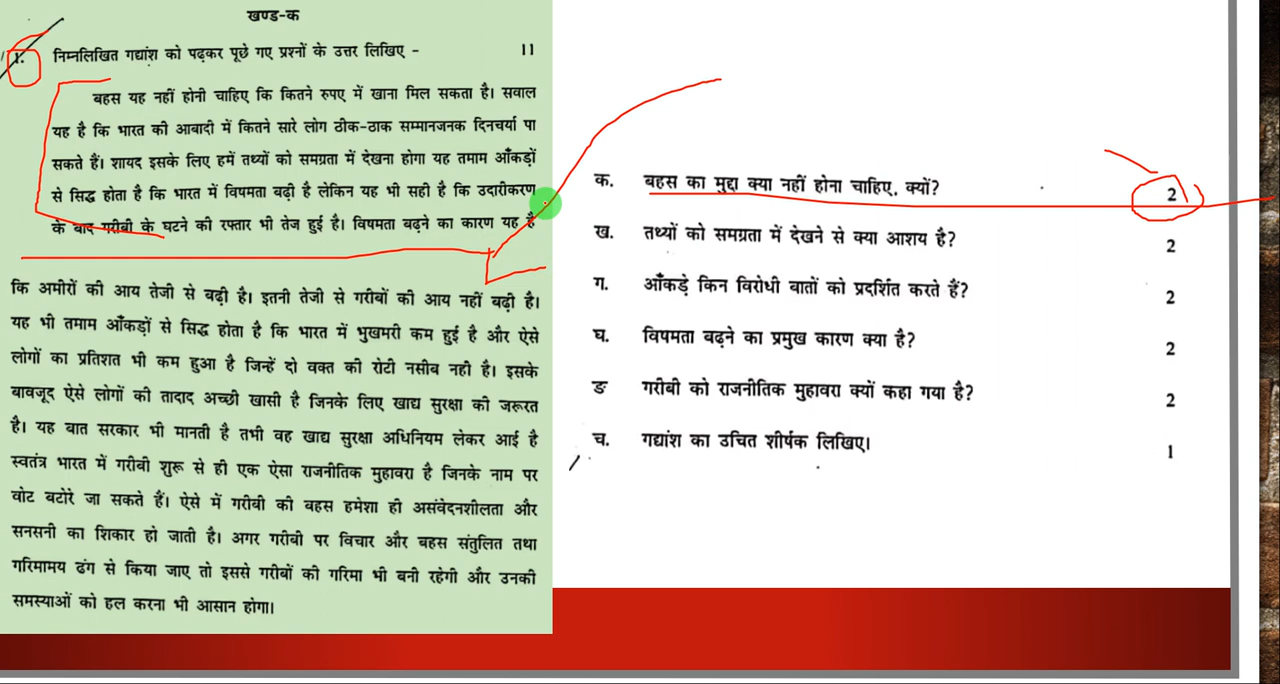 खण्ड-क
1. निम्नलिखित गद्यांश को पढ़कर पूछे गए प्रश्नों के उत्तर लिखिए - 11
बहस यह नहीं होनी चाहिए कि कितने रुपए में खाना मिल सकता है। सवाल
यह है कि भारत की आबादी में कितने सारे लोग ठीक-ठाक सम्मानजनक दिनचर्या पा
सकते हैं। शायद इसके लिए हमें तथ्यों को समग्रता में देखना होगा यह तमाम आँकड़ों
से सिद्ध होता है कि भारत में विषमता बढ़ी है लेकिन यह भी सही है कि उदारीकरण
के बाद गरीबी के घटने की रफ्तार भी तेज हुई है। विषमता बढ़ने का कारण यह है
कि अमीरों की आय तेजी से बढ़ी है। इतनी तेजी से गरीबों की आय नहीं बढ़ी है।
यह भी तमाम आँकड़ों से सिद्ध होता है कि भारत में भुखमरी कम हुई है और ऐसे
लोगों का प्रतिशत भी कम हुआ है जिन्हें दो वक्त की रोटी नसीब नही है। इसके
बावजूद ऐसे लोगों की तादाद अच्छी खासी है जिनके लिए खाद्य सुरक्षा की जरूरत
है। यह बात सरकार भी मानती है तभी वह खाद्य सुरक्षा अधिनियम लेकर आई है
स्वतंत्र भारत में गरीबी शुरू से ही एक ऐसा राजनीतिक मुहावरा है जिनके नाम पर
वोट बटोरे जा सकते हैं। ऐसे में गरीबी की बहस हमेशा ही असंवेदनशीलता और
सनसनी का शिकार हो जाती है। अगर गरीबी पर विचार और बहस संतुलित तथा
गरिमामय ढंग से किया जाए तो इससे गरीबों की गरिमा भी बनी रहेगी और उनकी
समस्याओं को हल करना भी आसान होगा।
क. बहस का मुद्दा क्या नहीं होना चाहिए, क्यों? 2
ख. तथ्यों को समग्रता में देखने से क्या आशय है? 2
ग. आँकड़े किन विरोधी बातों को प्रदर्शित करते हैं? 2
घ. विषमता बढ़ने का प्रमुख कारण क्या है? 2
ङ गरीबी को राजनीतिक मुहावरा क्यों कहा गया है? 2
च. गद्यांश का उचित शीर्षक लिखिए। 1